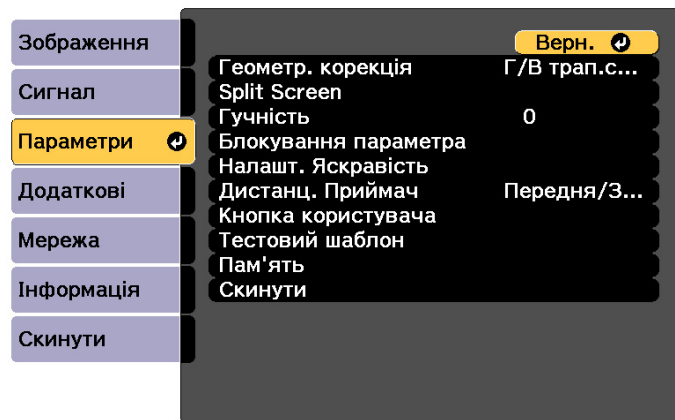 Зображення
Сигнал
Параметри
Додаткові
Мережа
Інформація
Скинути
Верн.
Геометр. корекція Г/В трап.с...
Split Screen
Гучність 0
Блокування параметра
Налашт. Яскравість
Дистанц. Приймач Передня/З...
Кнопка користувача
Тестовий шаблон
Пам'ять
Скинути